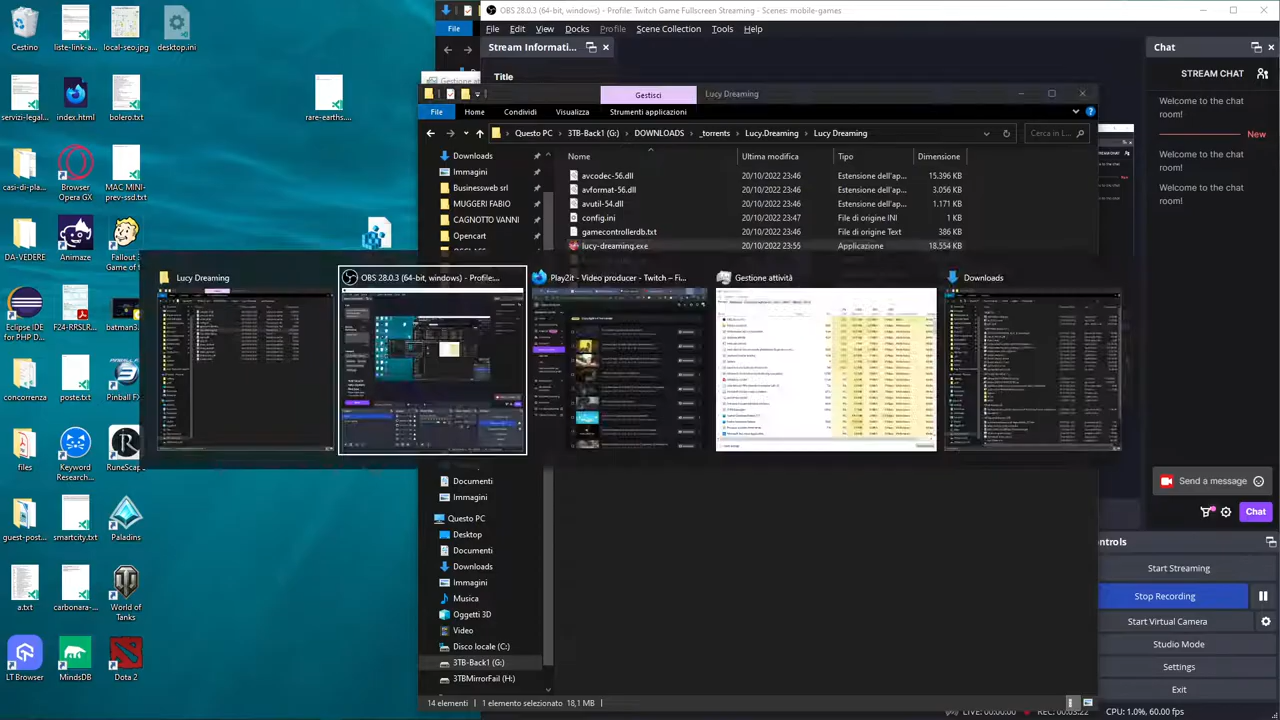 Cestino
liste-link-a...
local-seo.jpg
desktop.ini
servizi-legal...
index.html
bolero.txt
rare-earths....
casi-di-pla...
Browser Opera GX
MAC MINI-prev-ssd.txt
DA-VEDERE
Animaze
Fallout
Game of
for PHP De...
F24-RRSLR...
batman3...
Pinball
files
Keyword Researc...
RuneScap
guest-post...
smartcity.txt
Paladins
a.txt
carbonara-...
World of Tanks
LT Browser
MindsDB
Dota 2
OBS 28.0.3 (64-bit, windows) - Profile: Twitch Game Fullscreen Streaming - Scenes: mobile-games
File
File Edit View Docks Profile Scene Collection Tools Help
Stream Informati...
Title
Chat
STREAM CHAT
Welcome to the chat room!
New
Welcome to the chat room!
Welcome to the chat room!
Gestisci
Lucy Dreaming
File Home Condividi Visualizza Strumenti applicazioni
Questo PC 3TB-Back1 (G:) DOWNLOADS _torrents Lucy.Dreaming Lucy Dreaming
Cerca in L...
Downloads
Immagini
Businessweb srl
MUGGERI FABIO
CAGNOTTO VANNI
Opencart
Nome Ultima modifica Tipo Dimensione
avcodec-56.dll 20/10/2022 23:46 Estensione dell'ap... 15.396 KB
avformat-56.dll 20/10/2022 23:46 Estensione dell'ap... 3.056 KB
avutil-54.dll 20/10/2022 23:46 Estensione dell'ap... 1.171 KB
config.ini 20/10/2022 23:47 File di origine INI 1 KB
gamecontrollerdb.txt 20/10/2022 23:46 File di origine Text 386 KB
lucy-dreaming.exe 20/10/2022 23:55 Applicazione 18.554 KB
Lucy Dreaming
OBS 28.0.3 (64-bit, windows) - Profile:...
Play2it - Video producer - Twitch – Fi...
Gestione attività
Downloads
Documenti
Immagini
Questo PC
Desktop
Documenti
Downloads
Immagini
Musica
Oggetti 3D
Video
Disco locale (C:)
3TB-Back1 (G:)
3TBMirrorFail (H:)
14 elementi 1 elemento selezionato 18,1 MB
Send a message
Chat
ontrols
Start Streaming
Stop Recording
Start Virtual Camera
Studio Mode
Settings
Exit
LIVE: 00:00:00 REC: 00:03:22 CPU: 1.0%, 60.00 fps